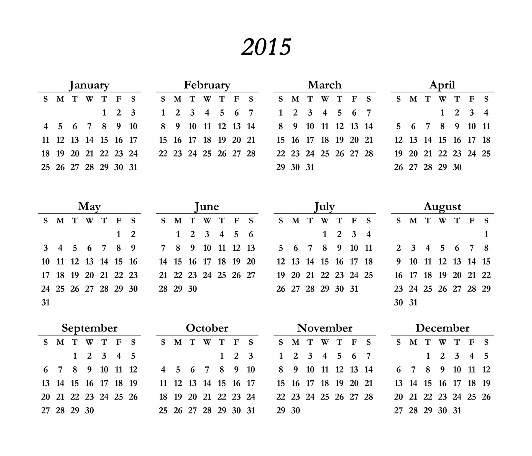 2015
January
S M T W T F S
1 2 3
4 5 6 7 8 9 10
11 12 13 14 15 16 17
18 19 20 21 22 23 24
25 26 27 28 29 30 31
February
S M T W T F S
1 2 3 4 5 6 7
8 9 10 11 12 13 14
15 16 17 18 19 20 21
22 23 24 25 26 27 28
March
S M T W T F S
1 2 3 4 5 6 7
8 9 10 11 12 13 14
15 16 17 18 19 20 21
22 23 24 25 26 27 28
29 30 31
April
S M T W T F S
1 2 3 4
5 6 7 8 9 10 11
12 13 14 15 16 17 18
19 20 21 22 23 24 25
26 27 28 29 30
May
S M T W T F S
1 2
3 4 5 6 7 8 9
10 11 12 13 14 15 16
17 18 19 20 21 22 23
24 25 26 27 28 29 30
31
June
S M T W T F S
1 2 3 4 5 6
7 8 9 10 11 12 13
14 15 16 17 18 19 20
21 22 23 24 25 26 27
28 29 30
July
S M T W T F S
1 2 3 4
5 6 7 8 9 10 11
12 13 14 15 16 17 18
19 20 21 22 23 24 25
26 27 28 29 30 31
August
S M T W T F S
1
2 3 4 5 6 7 8
9 10 11 12 13 14 15
16 17 18 19 20 21 22
23 24 25 26 27 28 29
30 31
September
S M T W T F S
1 2 3 4 5
6 7 8 9 10 11 12
13 14 15 16 17 18 19
20 21 22 23 24 25 26
27 28 29 30
October
S M T W T F S
1 2 3
4 5 6 7 8 9 10
11 12 13 14 15 16 17
18 19 20 21 22 23 24
25 26 27 28 29 30 31
November
S M T W T F S
1 2 3 4 5 6 7
8 9 10 11 12 13 14
15 16 17 18 19 20 21
22 23 24 25 26 27 28
29 30
December
S M T W T F S
1 2 3 4 5
6 7 8 9 10 11 12
13 14 15 16 17 18 19
20 21 22 23 24 25 26
27 28 29 30 31